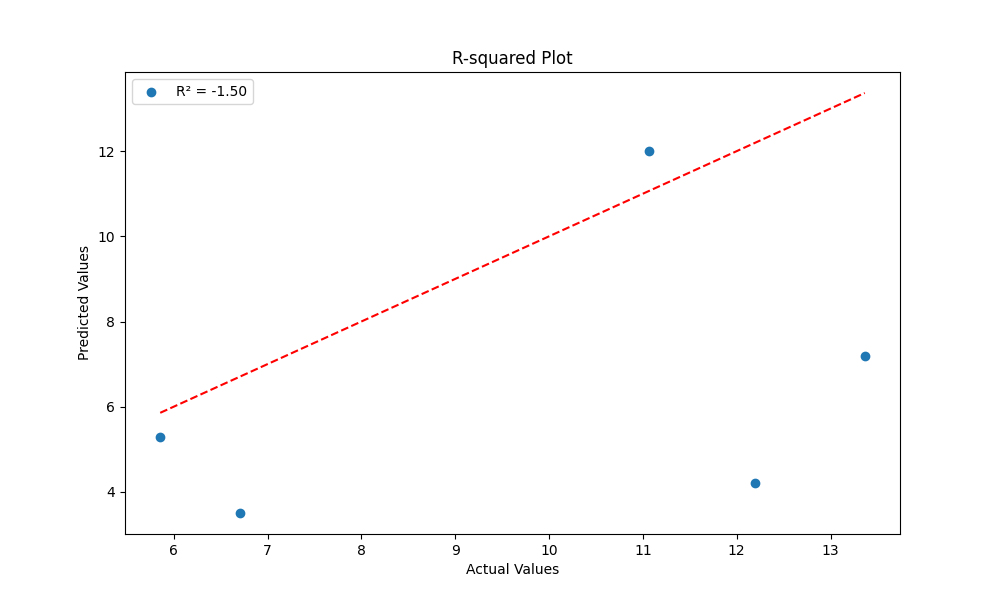 R-squared Plot
R² = -1.50
12
10
8
6
4
Predicted Values
6 7 8 9 10 11 12 13
Actual Values